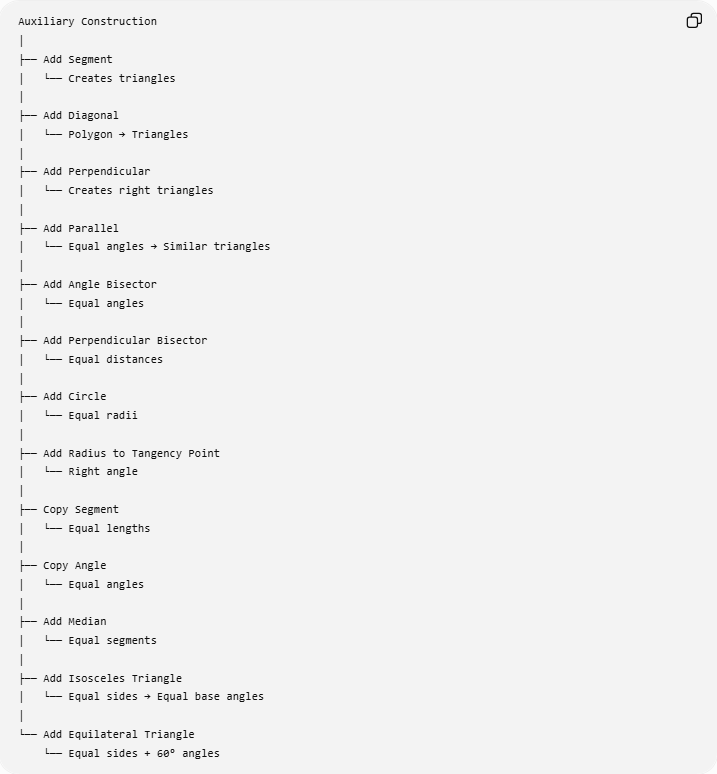 Auxiliary Construction
│
├── Add Segment
│   └── Creates triangles
│
├── Add Diagonal
│   └── Polygon → Triangles
│
├── Add Perpendicular
│   └── Creates right triangles
│
├── Add Parallel
│   └── Equal angles → Similar triangles
│
├── Add Angle Bisector
│   └── Equal angles
│
├── Add Perpendicular Bisector
│   └── Equal distances
│
├── Add Circle
│   └── Equal radii
│
├── Add Radius to Tangency Point
│   └── Right angle
│
├── Copy Segment
│   └── Equal lengths
│
├── Copy Angle
│   └── Equal angles
│
├── Add Median
│   └── Equal segments
│
├── Add Isosceles Triangle
│   └── Equal sides → Equal base angles
│
└── Add Equilateral Triangle
    └── Equal sides + 60° angles